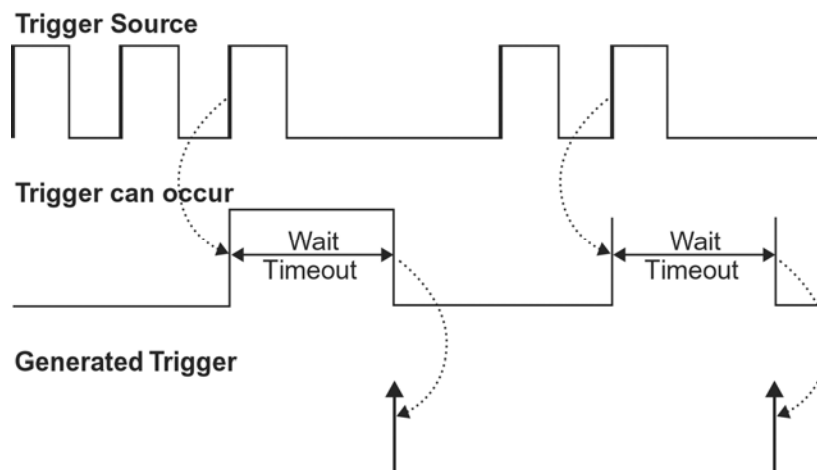 Trigger Source
Trigger can occur
Wait
Timeout
Wait
Timeout
Generated Trigger